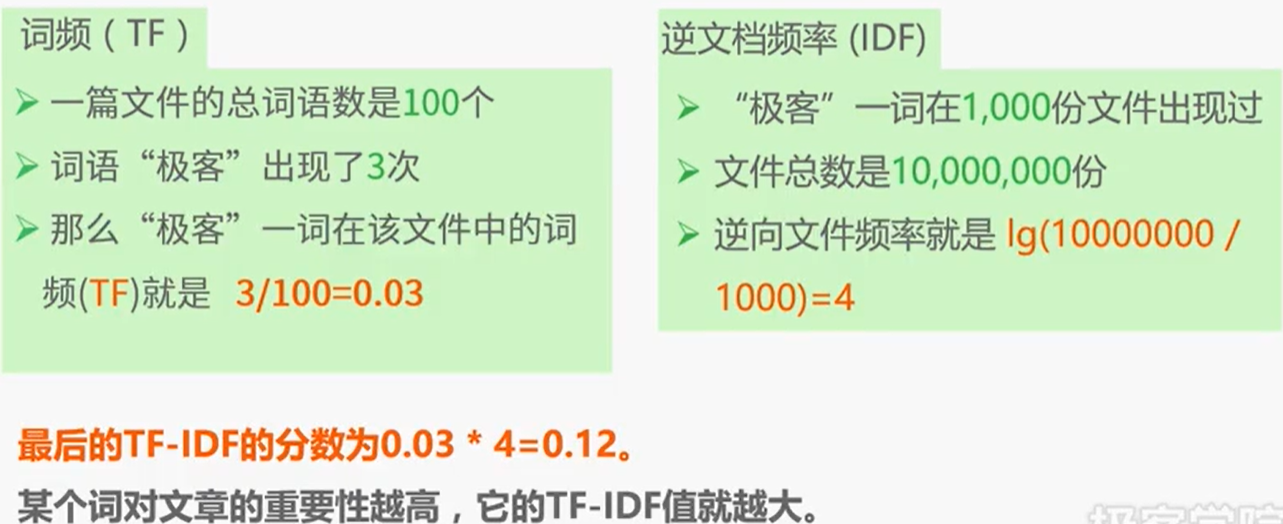 词频（TF）
➢ 一篇文件的总词语数是100个
➢ 词语“极客”出现了3次
➢ 那么“极客”一词在该文件中的词
频(TF)就是 3/100=0.03
逆文档频率 (IDF)
➢ “极客”一词在1,000份文件出现过
➢ 文件总数是10,000,000份
➢ 逆向文件频率就是 lg(10000000 /
1000)=4
最后的TF-IDF的分数为0.03 * 4=0.12。
某个词对文章的重要性越高，它的TF-IDF值就越大。
极客学院